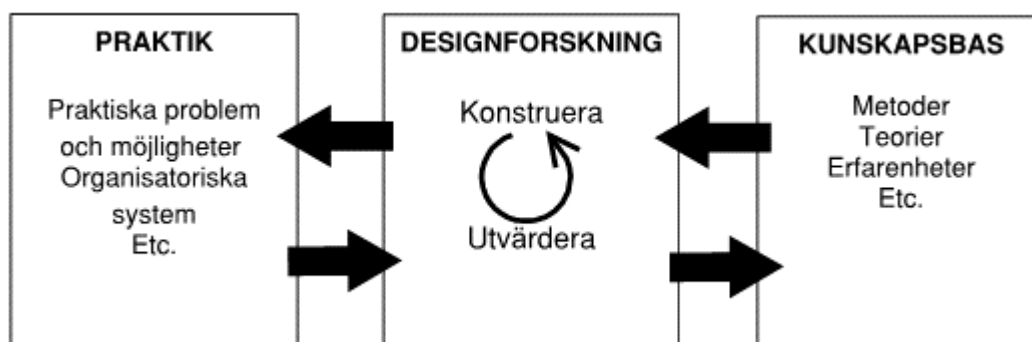 PRAKTIK
Praktiska problem
och möjligheter
Organisatoriska
system
Etc.
DESIGNFORSKNING
Konstruera
Utvärdera
KUNSKAPSBAS
Metoder
Teorier
Erfarenheter
Etc.